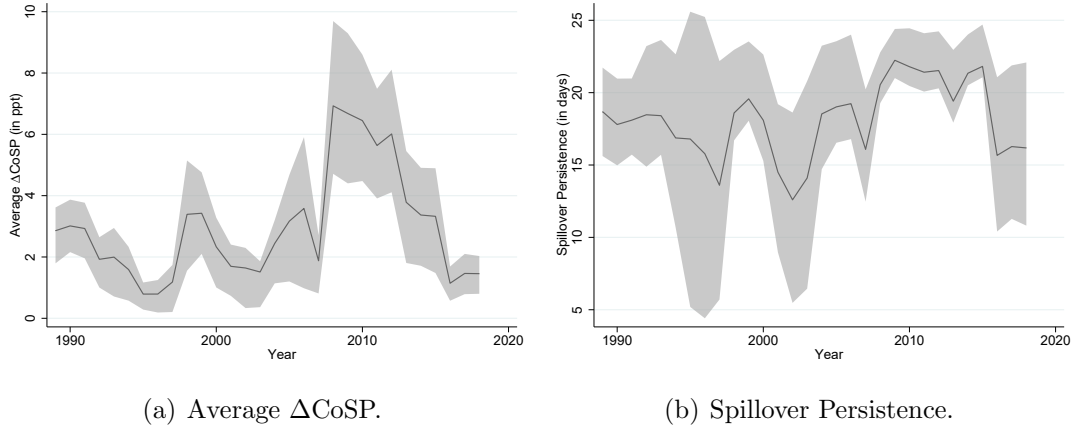 Average ΔCoSP (in ppt)
10
8
6
4
2
0
1990 2000 2010 2020
Year
Spillover Persistence (in days)
25
20
15
10
5
1990 2000 2010 2020
Year
(a) Average ΔCoSP.
(b) Spillover Persistence.